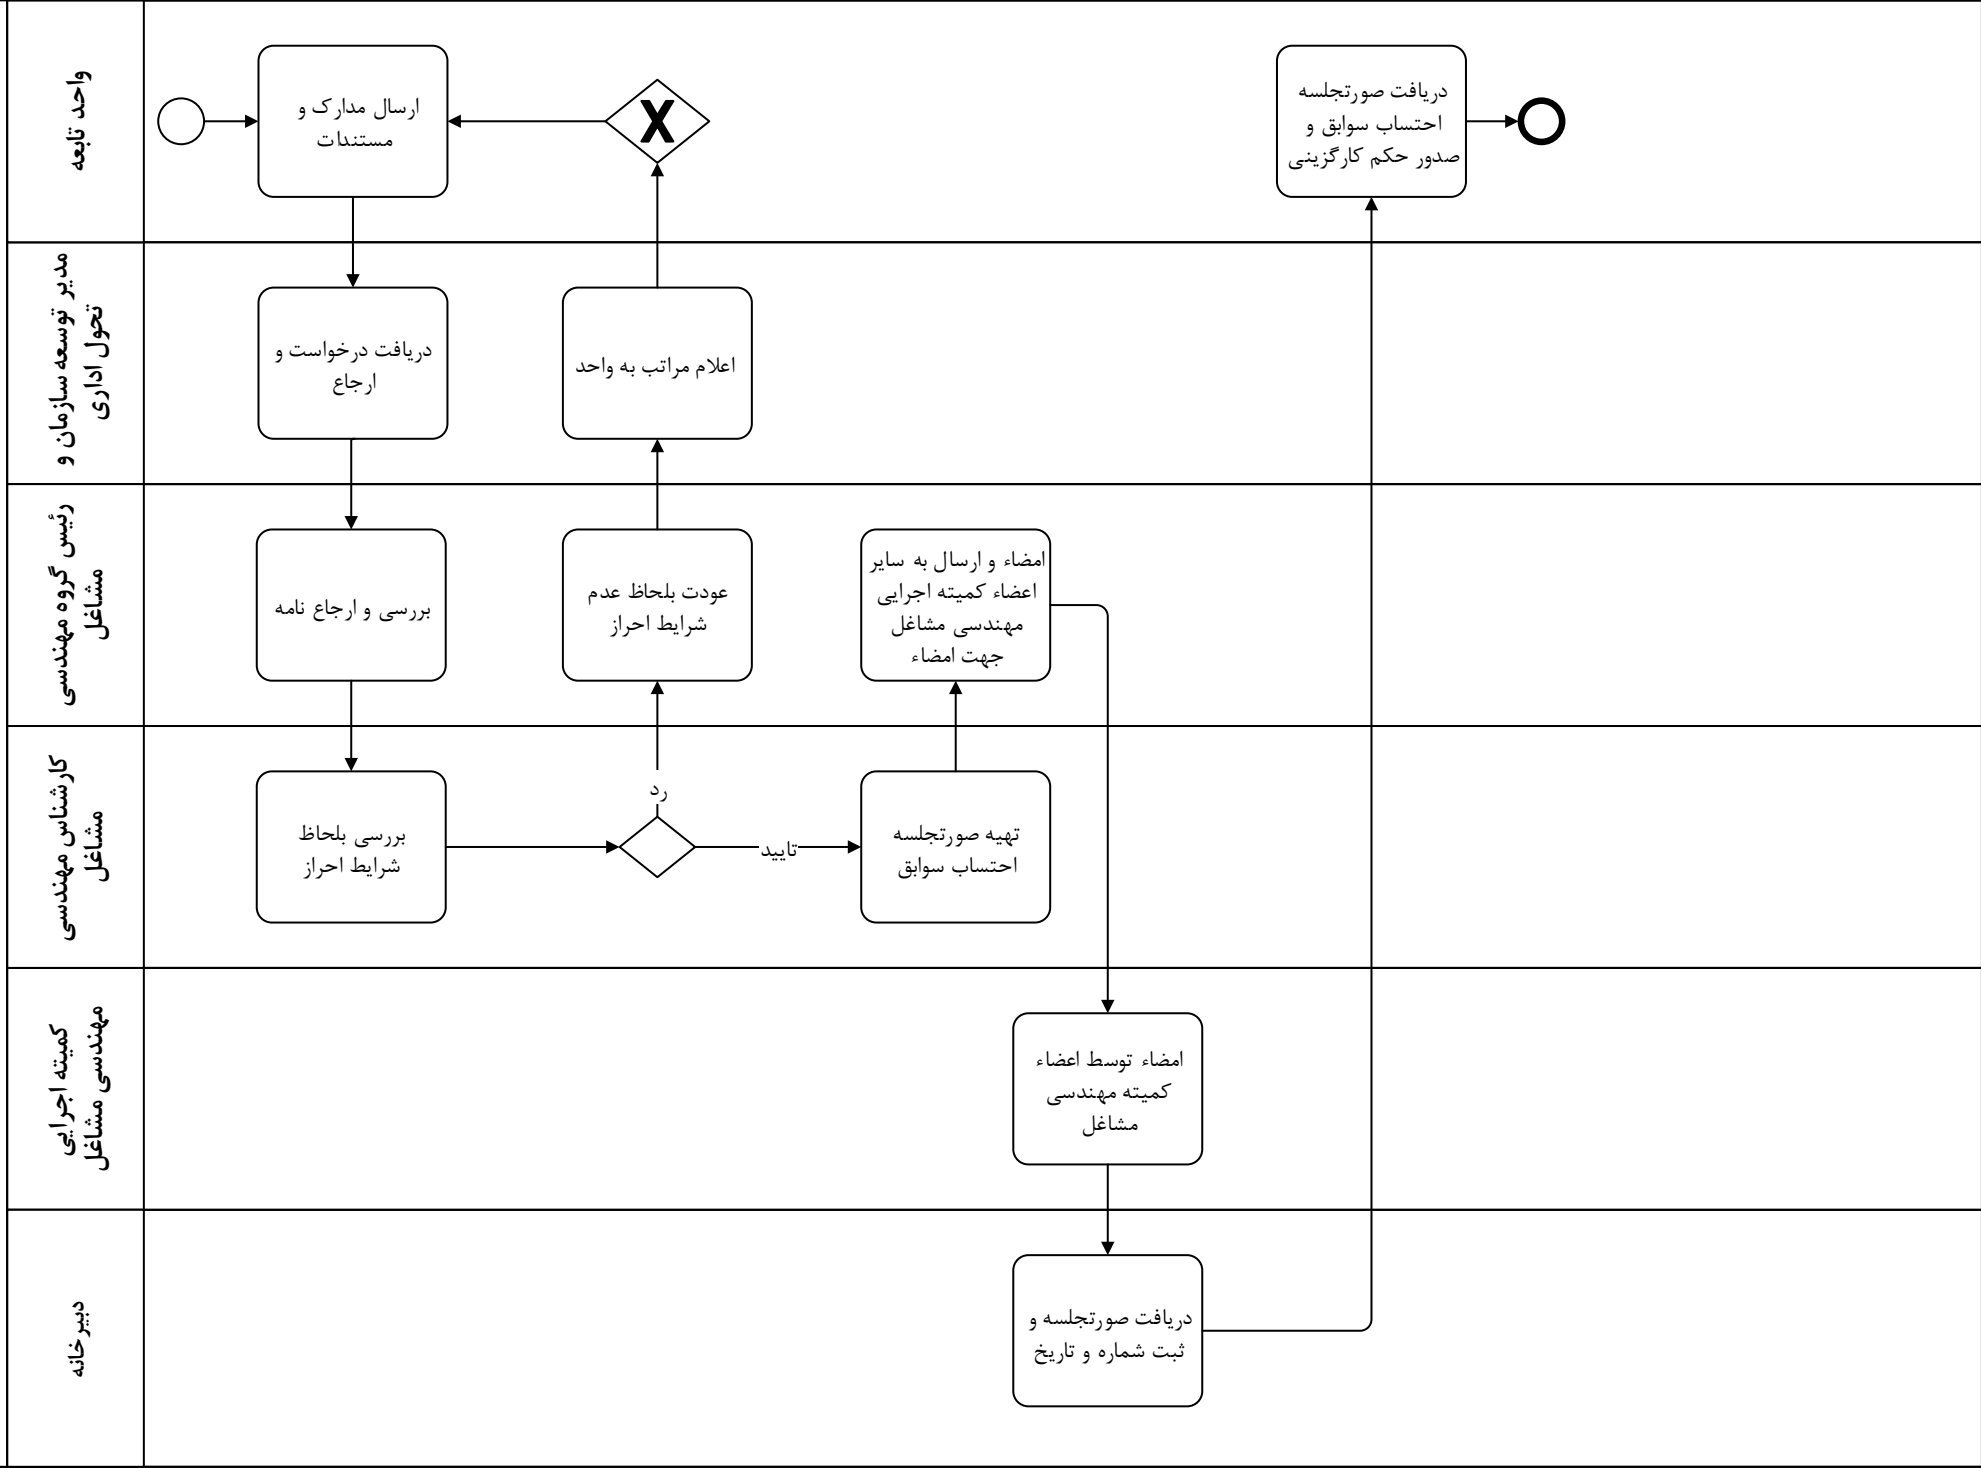 واحد تابعه
ارسال مدارک و
مستندات
X
دریافت صورتجلسه
احتساب سوابق و
صدور حکم کارگزینی
مدیر توسعه سازمان و
تحول اداری
دریافت درخواست و
ارجاع
اعلام مراتب به واحد
رئیس گروه مهندسی
مشاغل
بررسی و ارجاع نامه
عودت بلحاظ عدم
شرایط احراز
امضاء و ارسال به سایر
اعضاء کمیته اجرایی
مهندسی مشاغل
جهت امضاء
کارشناس مهندسی
مشاغل
بررسی بلحاظ
شرایط احراز
رد
تایید
تهیه صورتجلسه
احتساب سوابق
کمیته اجرایی
مهندسی مشاغل
امضاء توسط اعضاء
کمیته مهندسی
مشاغل
دبیرخانه
دریافت صورتجلسه و
ثبت شماره و تاریخ